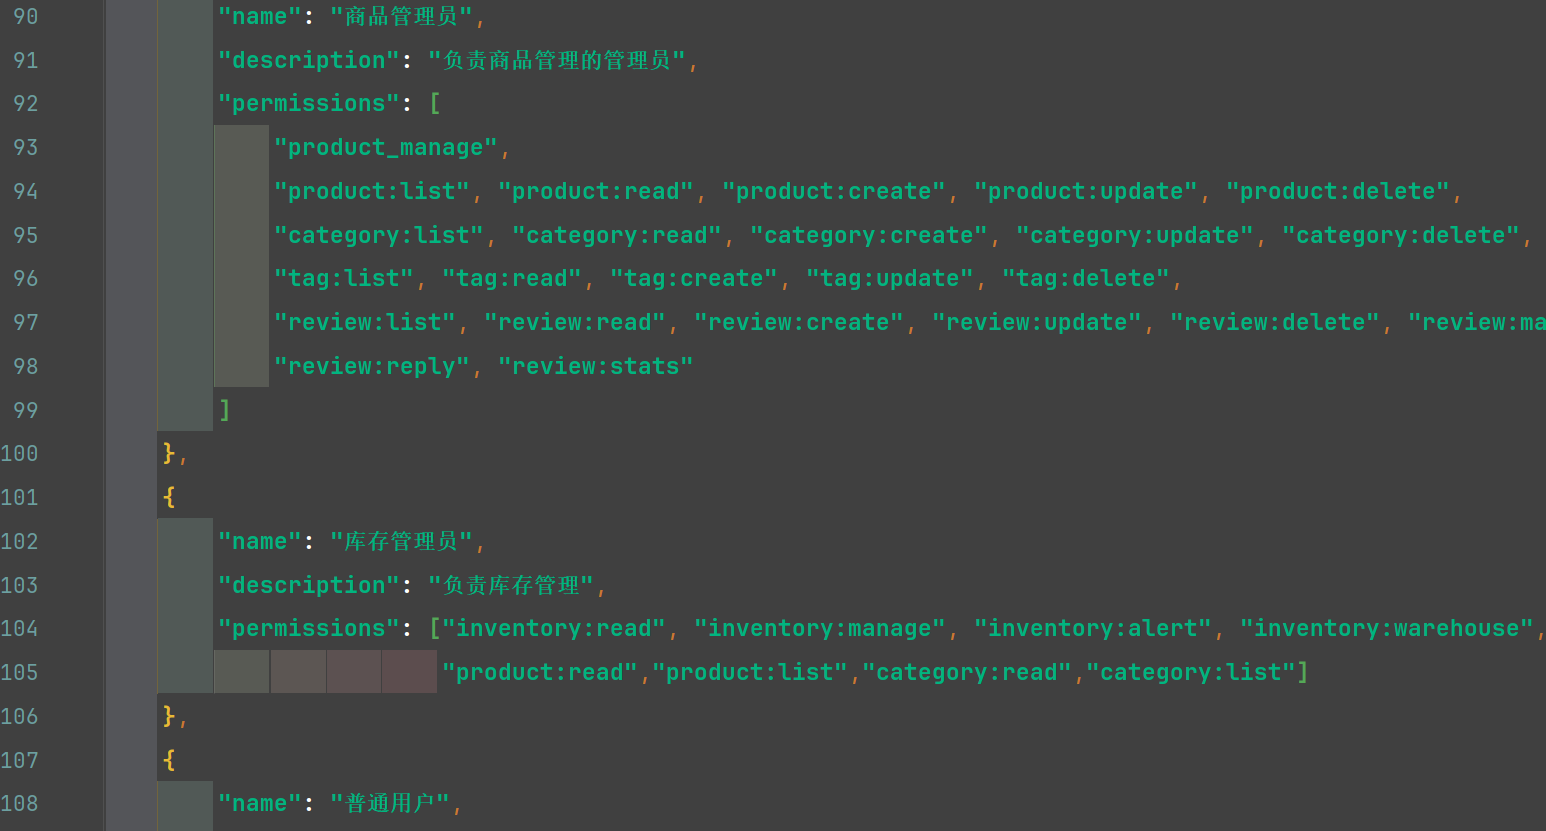 90 "name": "商品管理员",
91 "description": "负责商品管理的管理员",
92 "permissions": [
93 "product_manage",
94 "product:list", "product:read", "product:create", "product:update", "product:delete",
95 "category:list", "category:read", "category:create", "category:update", "category:delete",
96 "tag:list", "tag:read", "tag:create", "tag:update", "tag:delete",
97 "review:list", "review:read", "review:create", "review:update", "review:delete", "review:ma
98 "review:reply", "review:stats"
99 ]
100 },
101 {
102 "name": "库存管理员",
103 "description": "负责库存管理",
104 "permissions": ["inventory:read", "inventory:manage", "inventory:alert", "inventory:warehouse",
105 "product:read","product:list","category:read","category:list"]
106 },
107 {
108 "name": "普通用户",